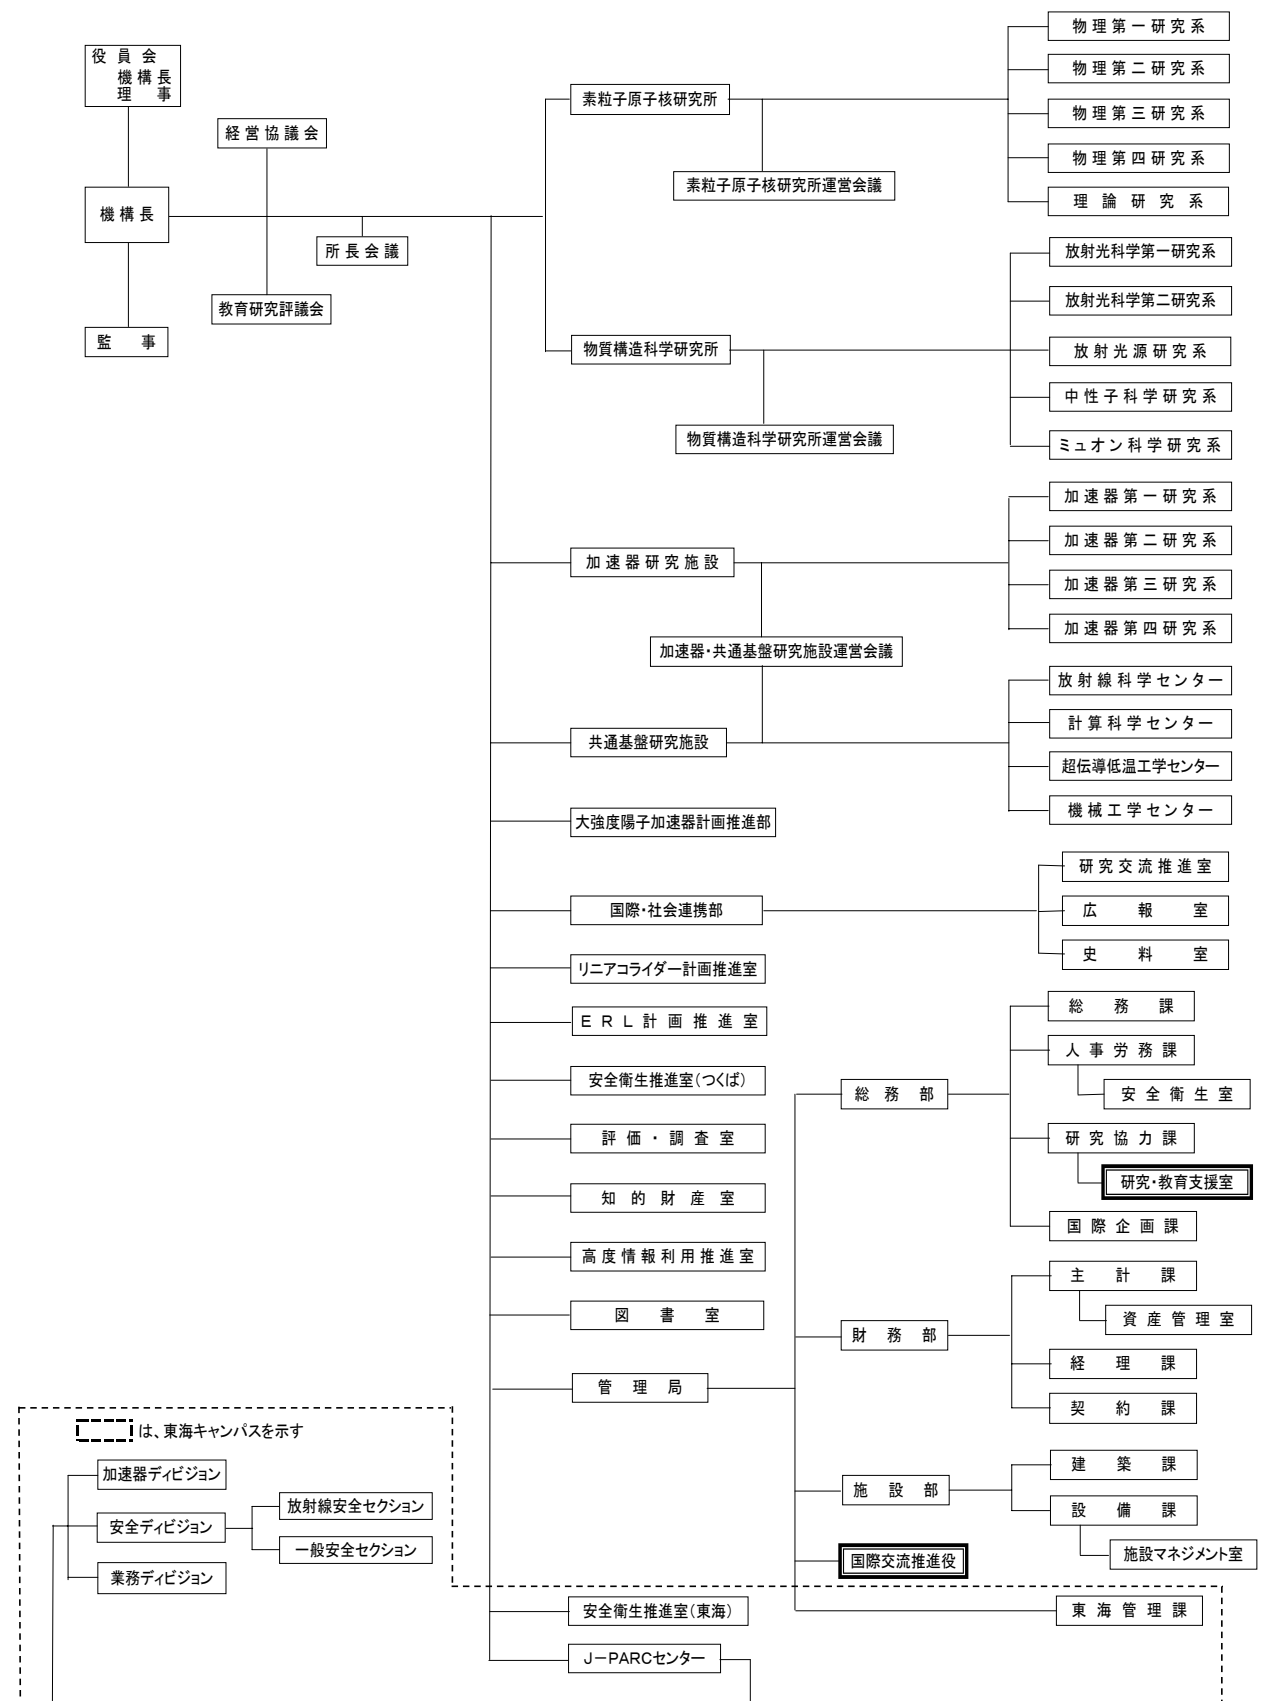 役員会
機構長
理事
経営協議会
機構長
所長会議
教育研究評議会
監事
素粒子原子核研究所
素粒子原子核研究所運営会議
物理第一研究系
物理第二研究系
物理第三研究系
物理第四研究系
理論研究系
物質構造科学研究所
物質構造科学研究所運営会議
放射光科学第一研究系
放射光科学第二研究系
放射光源研究系
中性子科学研究系
ミュオン科学研究系
加速器研究施設
加速器第一研究系
加速器第二研究系
加速器第三研究系
加速器第四研究系
加速器・共通基盤研究施設運営会議
共通基盤研究施設
放射線科学センター
計算科学センター
超伝導低温工学センター
機械工学センター
大強度陽子加速器計画推進部
国際・社会連携部
研究交流推進室
広報室
史料室
リニアコライダー計画推進室
ERL計画推進室
安全衛生推進室(つくば)
評価・調査室
知的財産室
高度情報利用推進室
図書室
管理局
総務部
総務課
人事労務課
安全衛生室
研究協力課
研究・教育支援室
国際企画課
財務部
主計課
資産管理室
経理課
契約課
施設部
建築課
設備課
施設マネジメント室
国際交流推進役
東海管理課
安全衛生推進室(東海)
J-PARCセンター
は、東海キャンパスを示す
加速器ディビジョン
安全ディビジョン
放射線安全セクション
一般安全セクション
業務ディビジョン